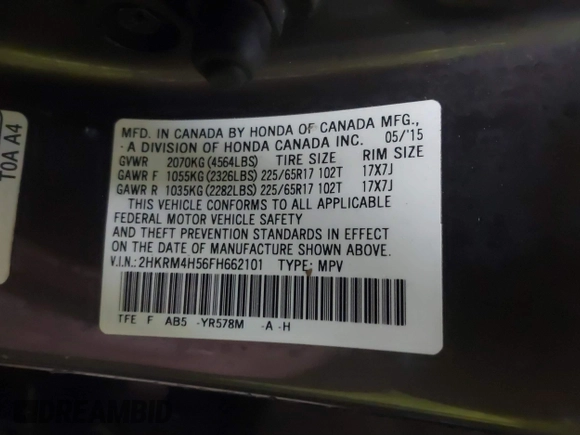 MFD. IN CANADA BY HONDA OF CANADA MFG.,
A DIVISION OF HONDA CANADA INC. 05/'15
GVWR 2070KG (4564LBS) TIRE SIZE RIM SIZE
GAWR F 1055KG (2326LBS) 225/65R17 102T 17X7J
GAWR R 1035KG (2282LBS) 225/65R17 102T 17X7J
THIS VEHICLE CONFORMS TO ALL APPLICABLE
FEDERAL MOTOR VEHICLE SAFETY
AND THEFT PREVENTION STANDARDS IN EFFECT
ON THE DATE OF MANUFACTURE SHOWN ABOVE.
V.I.N.: 2HKRM4H56FH662101 TYPE: MPV
TFE F AB5 -YR578M -A -H
T0A A4
DREAMBID